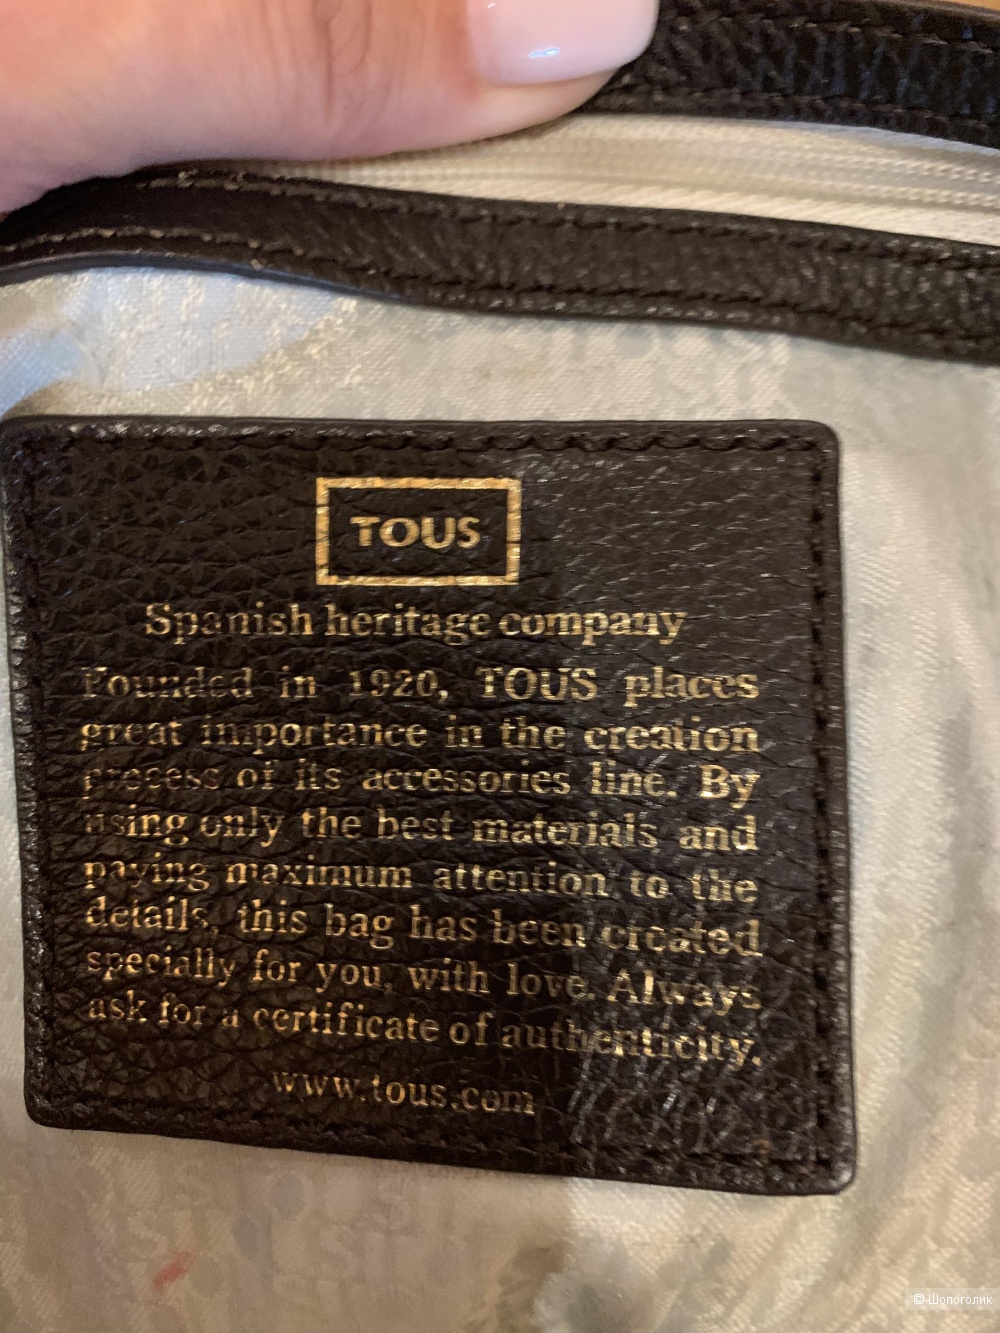 TOUS
Spanish heritage company
Founded in 1920, TOUS places
great importance in the creation
process of its accessories line. By
using only the best materials and
paying maximum attention to the
details, this bag has been created
specially for you, with love. Always
ask for a certificate of authenticity.
www.tous.com
© Шопоголик